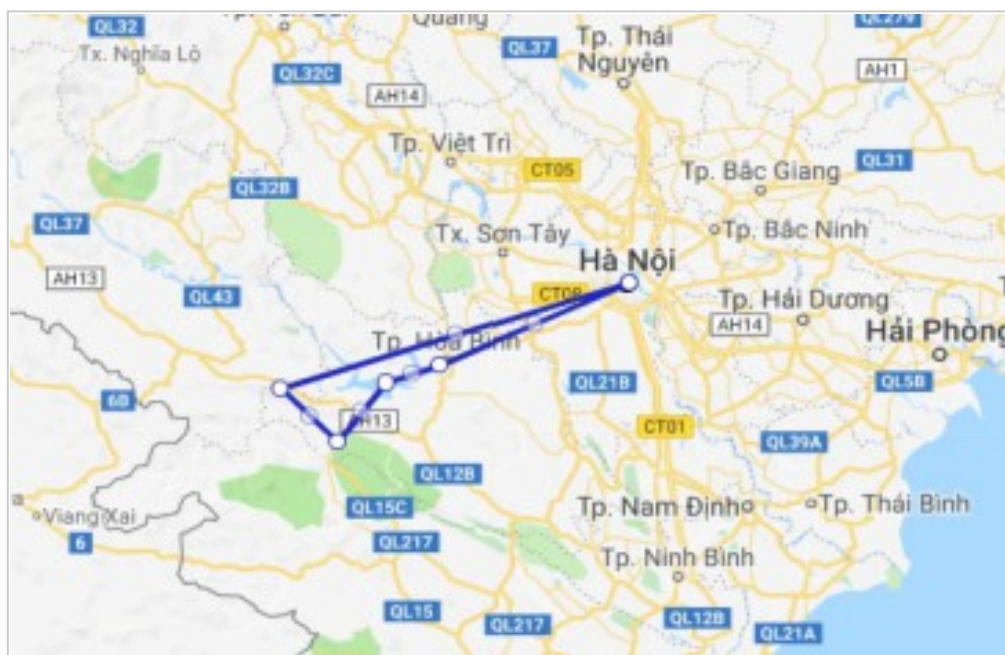 QL32
Tp. Thái
Nguyên
QL279
Tx. Nghĩa Lộ
QL37
AH1
QL32C
AH14
Tp. Việt Trì
CT05
QL31
Tp. Bắc Giang
QL32B
QL37
Tx. Sơn Tây
Tp. Bắc Ninh
Hà Nội
AH13
QL43
CT08
Tp. Hải Dương
AH14
Hải Phòng
Tp. Hòa Bình
QL21B
QL5B
6B
AH13
CT01
QL39A
QL12B
QL15C
Tp. Nam Định
Tp. Thái Bình
Viang Xai
6
QL217
Tp. Ninh Bình
QL15
QL217
QL12B
QL21A